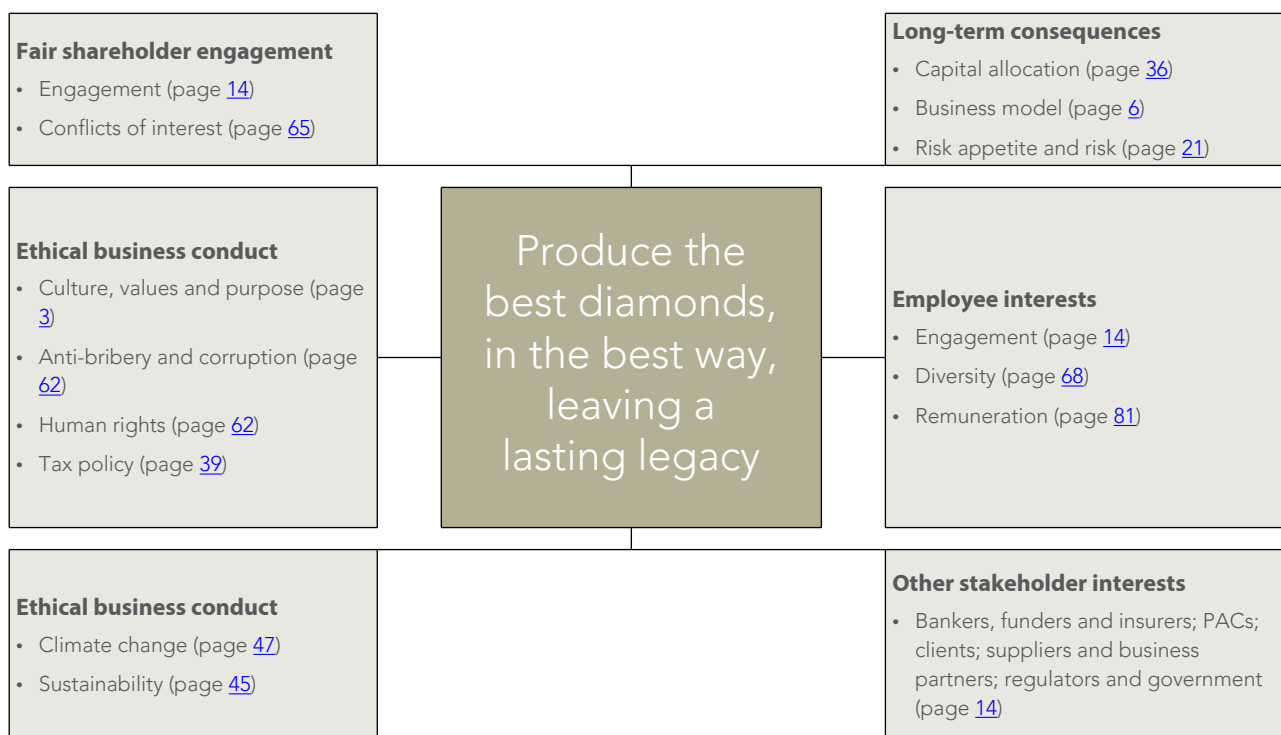 Fair shareholder engagement
• Engagement (page 14)
• Conflicts of interest (page 65)
Long-term consequences
• Capital allocation (page 36)
• Business model (page 6)
• Risk appetite and risk (page 21)
Ethical business conduct
• Culture, values and purpose (page
3)
• Anti-bribery and corruption (page
62)
• Human rights (page 62)
• Tax policy (page 39)
Produce the
best diamonds,
in the best way,
leaving a
lasting legacy
Employee interests
• Engagement (page 14)
• Diversity (page 68)
• Remuneration (page 81)
Ethical business conduct
• Climate change (page 47)
• Sustainability (page 45)
Other stakeholder interests
• Bankers, funders and insurers; PACs;
clients; suppliers and business
partners; regulators and government
(page 14)